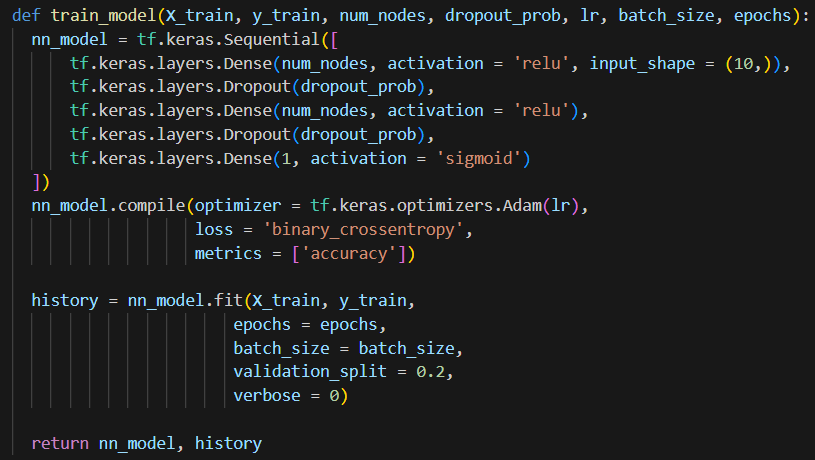 def train_model(X_train, y_train, num_nodes, dropout_prob, lr, batch_size, epochs):
nn_model = tf.keras.Sequential([
tf.keras.layers.Dense(num_nodes, activation = 'relu', input_shape = (10,)),
tf.keras.layers.Dropout(dropout_prob),
tf.keras.layers.Dense(num_nodes, activation = 'relu'),
tf.keras.layers.Dropout(dropout_prob),
tf.keras.layers.Dense(1, activation = 'sigmoid')
])
nn_model.compile(optimizer = tf.keras.optimizers.Adam(lr),
loss = 'binary_crossentropy',
metrics = ['accuracy'])
history = nn_model.fit(X_train, y_train,
epochs = epochs,
batch_size = batch_size,
validation_split = 0.2,
verbose = 0)
return nn_model, history